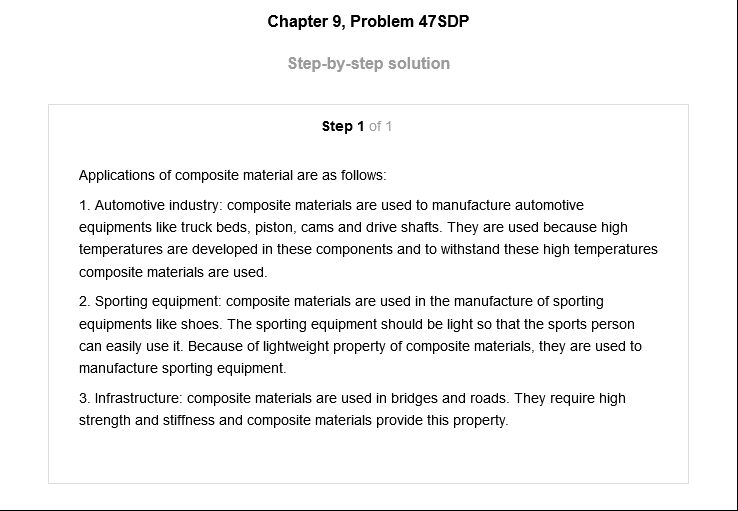 Chapter 9, Problem 47SDP
Step-by-step solution
Step 1 of 1
Applications of composite material are as follows:
1. Automotive industry: composite materials are used to manufacture automotive
equipments like truck beds, piston, cams and drive shafts. They are used because high
temperatures are developed in these components and to withstand these high temperatures
composite materials are used.
2. Sporting equipment: composite materials are used in the manufacture of sporting
equipments like shoes. The sporting equipment should be light so that the sports person
can easily use it. Because of lightweight property of composite materials, they are used to
manufacture sporting equipment.
3. Infrastructure: composite materials are used in bridges and roads. They require high
strength and stiffness and composite materials provide this property.